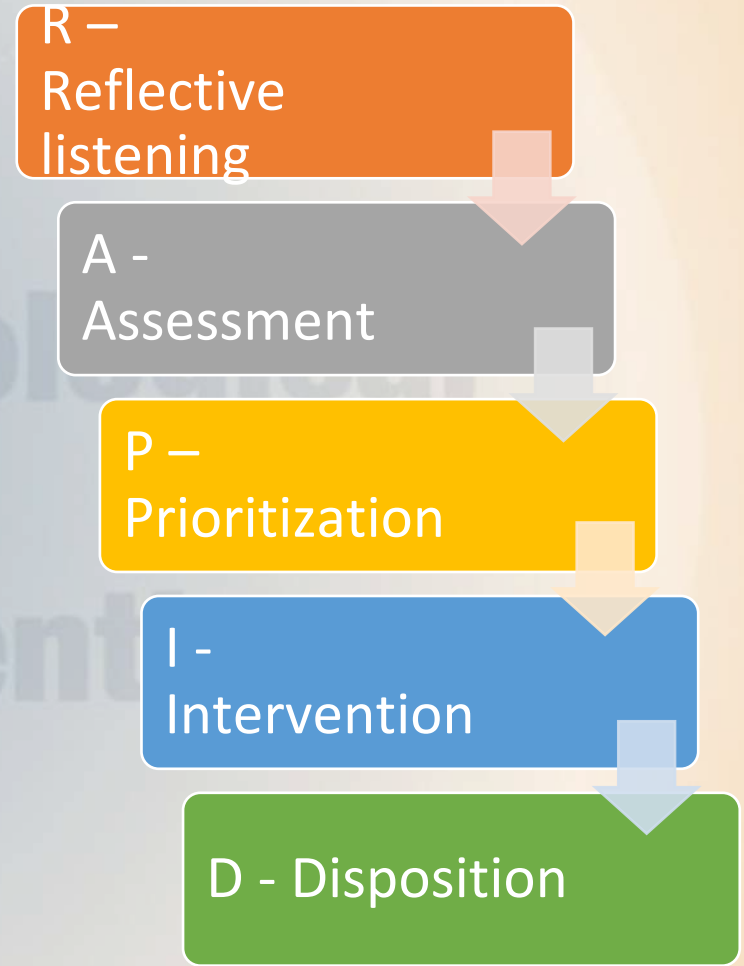 R –
Reflective
listening
A -
Assessment
P –
Prioritization
I -
Intervention
D - Disposition